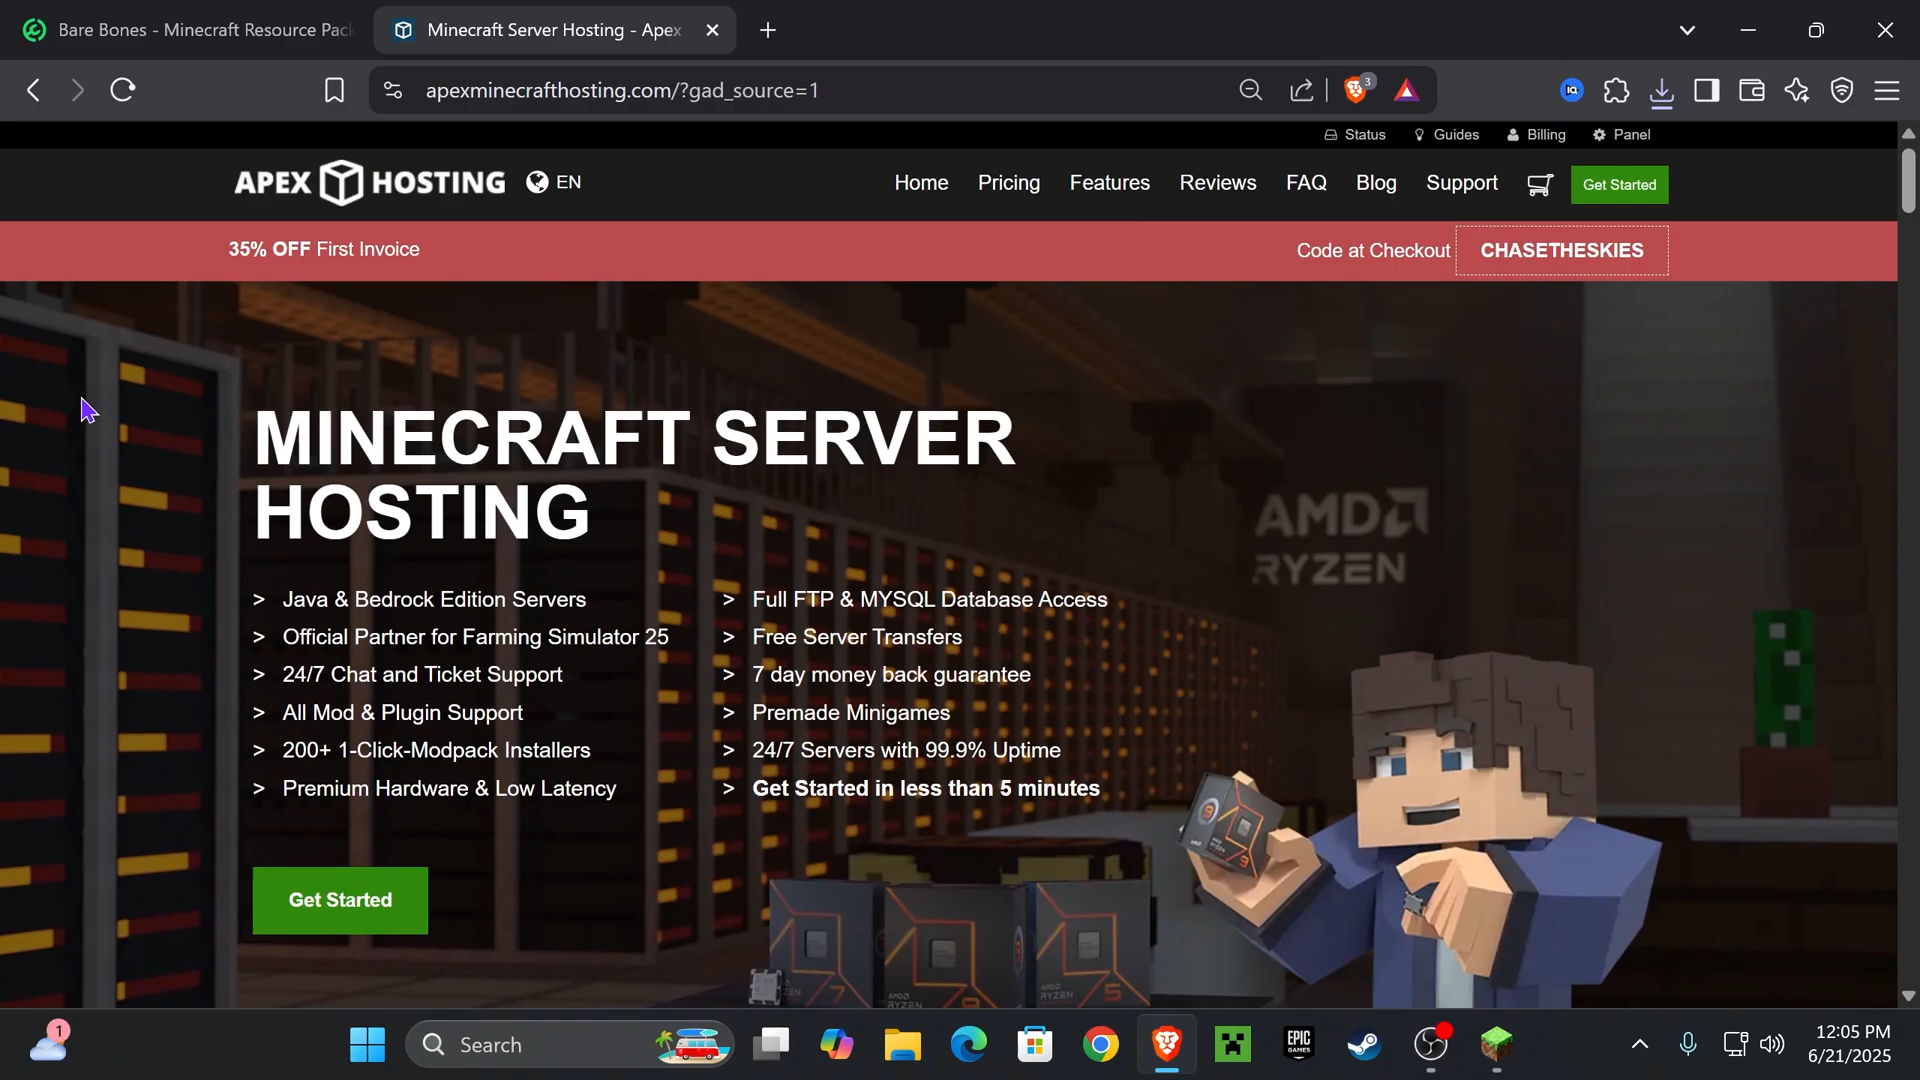 Bare Bones - Minecraft Resource Pac
Minecraft Server Hosting - Apex
apexminecrafthosting.com/?gad_source=1
3
IQ
Status
Guides
Billing
Panel
APEX HOSTING
EN
Home
Pricing
Features
Reviews
FAQ
Blog
Support
Get Started
35% OFF First Invoice
Code at Checkout
CHASETHESKIES
MINECRAFT SERVER
HOSTING
AMD
RYZEN
> Java & Bedrock Edition Servers
> Official Partner for Farming Simulator 25
> 24/7 Chat and Ticket Support
> All Mod & Plugin Support
> 200+ 1-Click-Modpack Installers
> Premium Hardware & Low Latency
> Full FTP & MYSQL Database Access
> Free Server Transfers
> 7 day money back guarantee
> Premade Minigames
> 24/7 Servers with 99.9% Uptime
> Get Started in less than 5 minutes
Get Started
1
Search
EPIC
GAMES
12:05 PM
6/21/2025